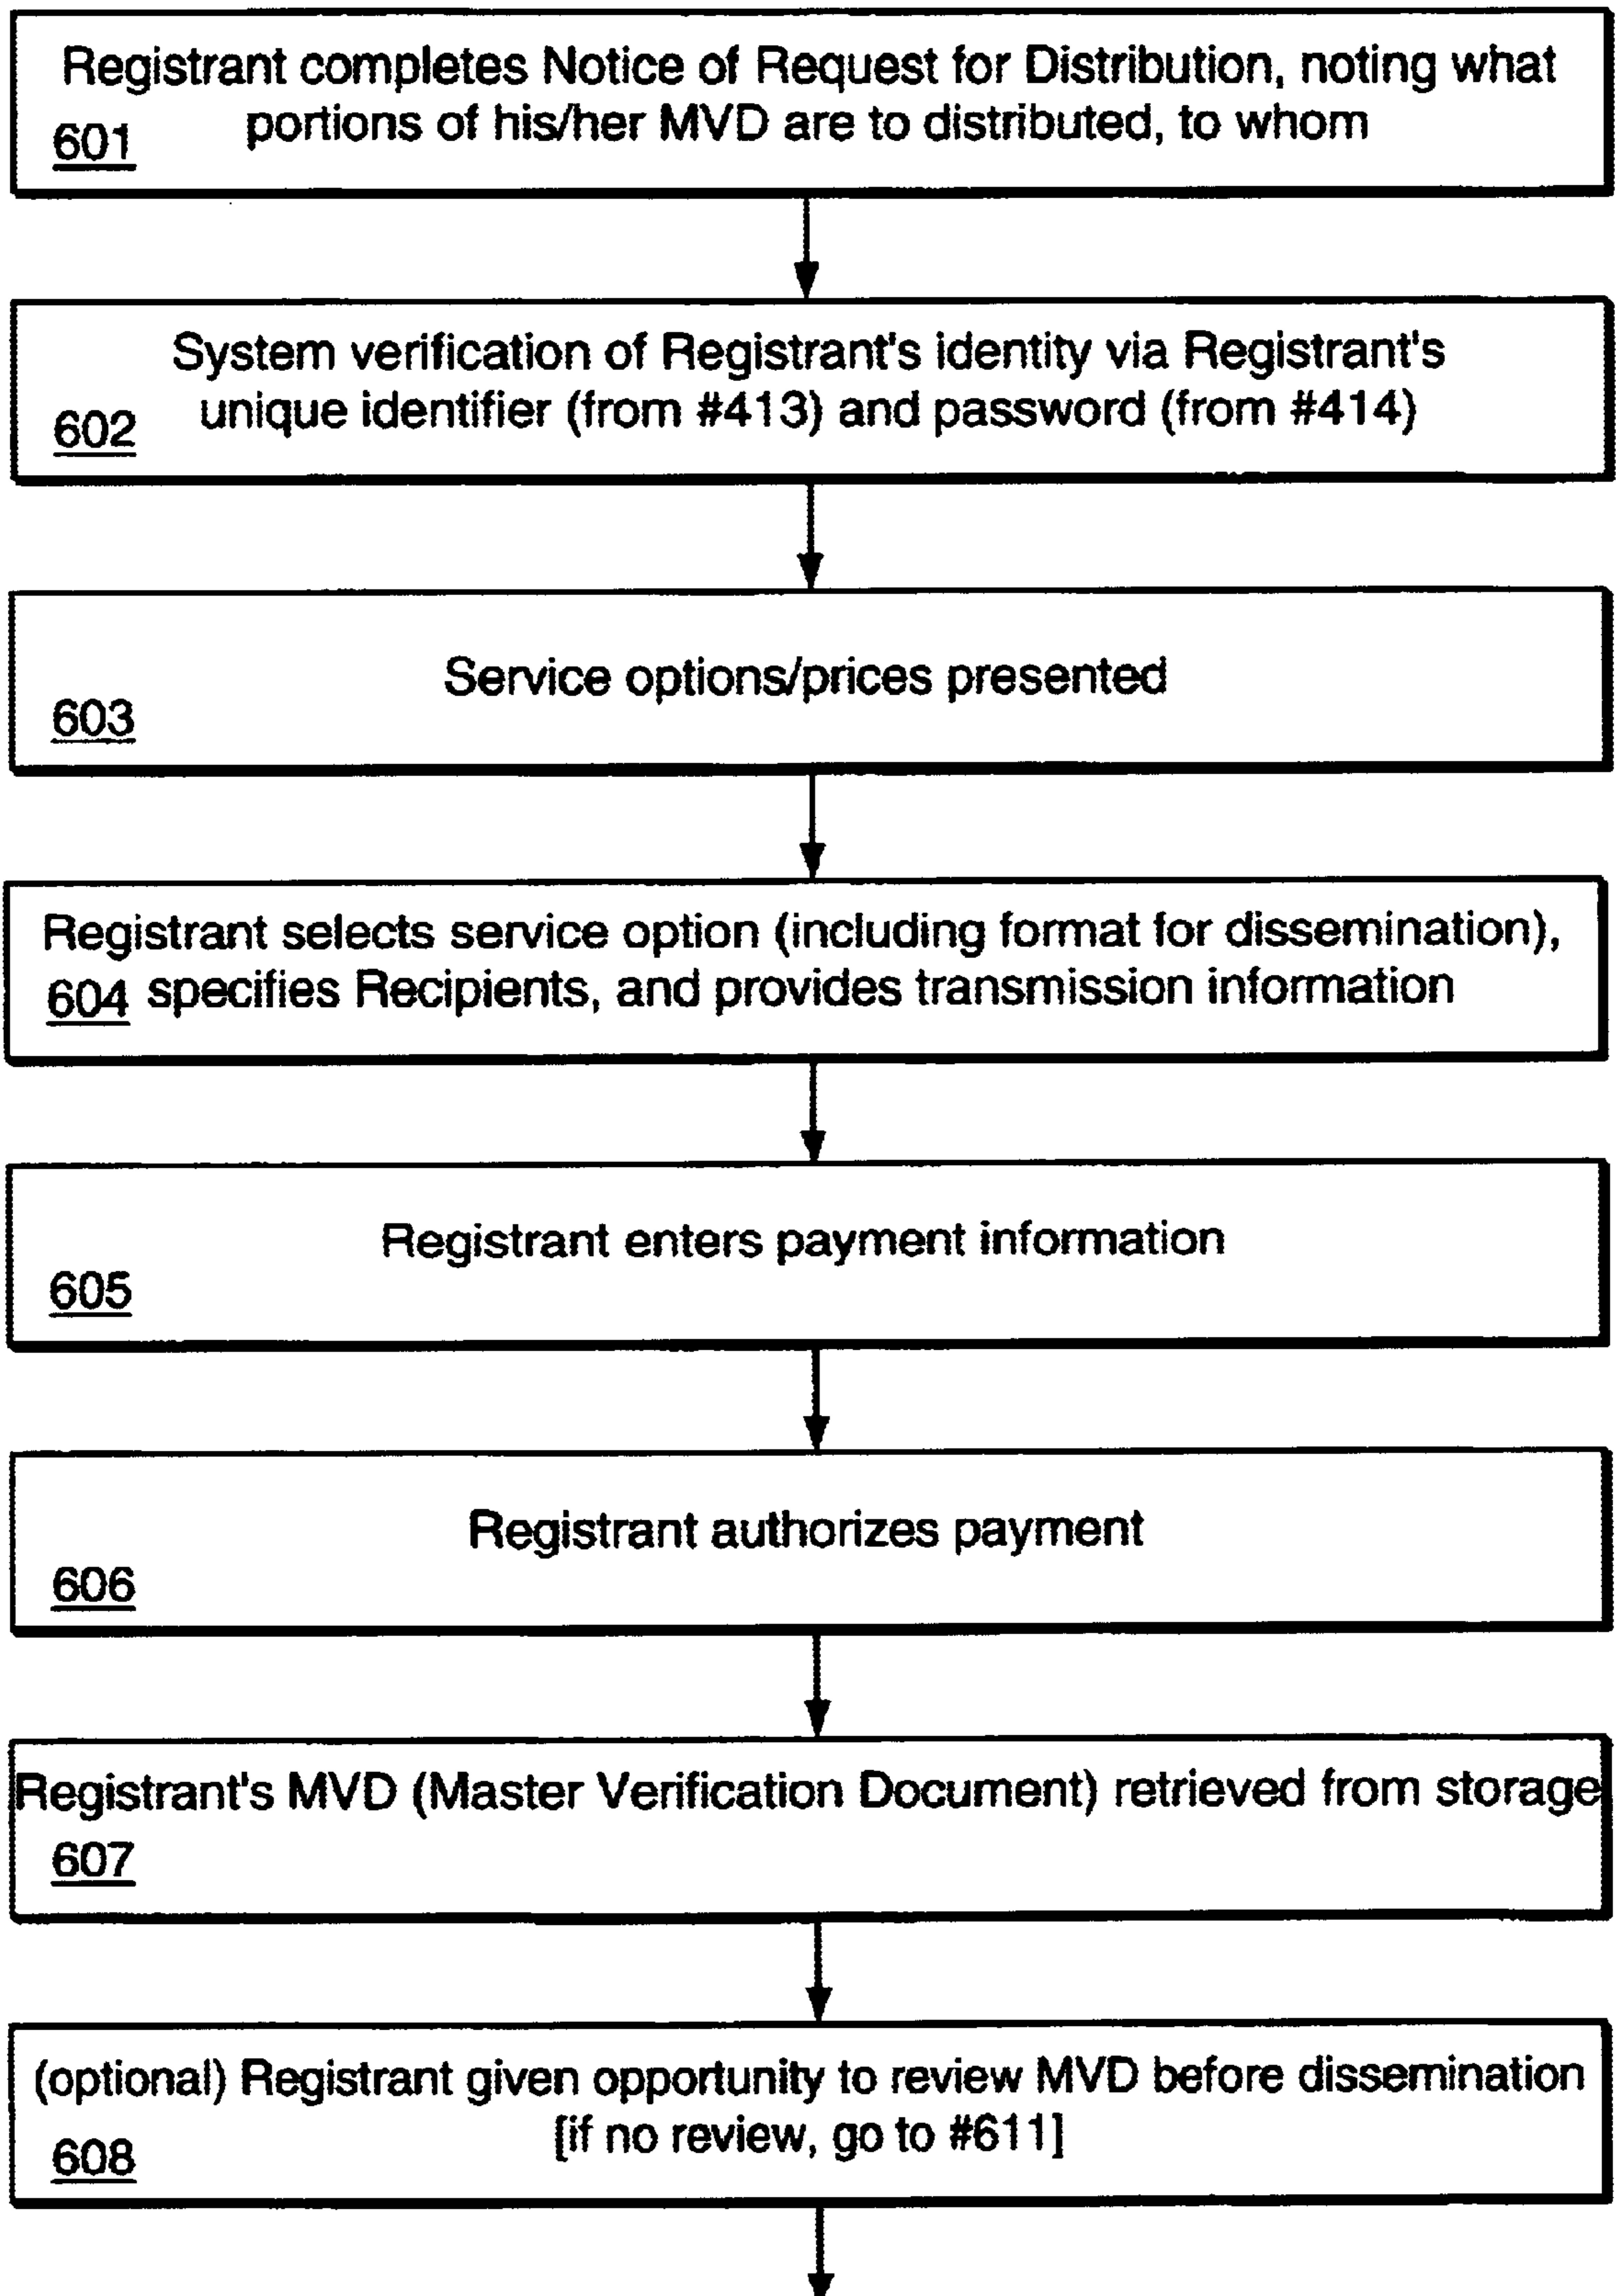 Registrant completes Notice of Request for Distribution, noting what
portions of his/her MVD are to distributed, to whom
601
System verification of Registrant's identity via Registrant's
unique identifier (from #413) and password (from #414)
602
Service options/prices presented
603
Registrant selects service option (including format for dissemination),
604 specifies Recipients, and provides transmission information
Registrant enters payment information
605
Registrant authorizes payment
606
Registrant's MVD (Master Verification Document) retrieved from storage
607
(optional) Registrant given opportunity to review MVD before dissemination
[if no review, go to #611]
608